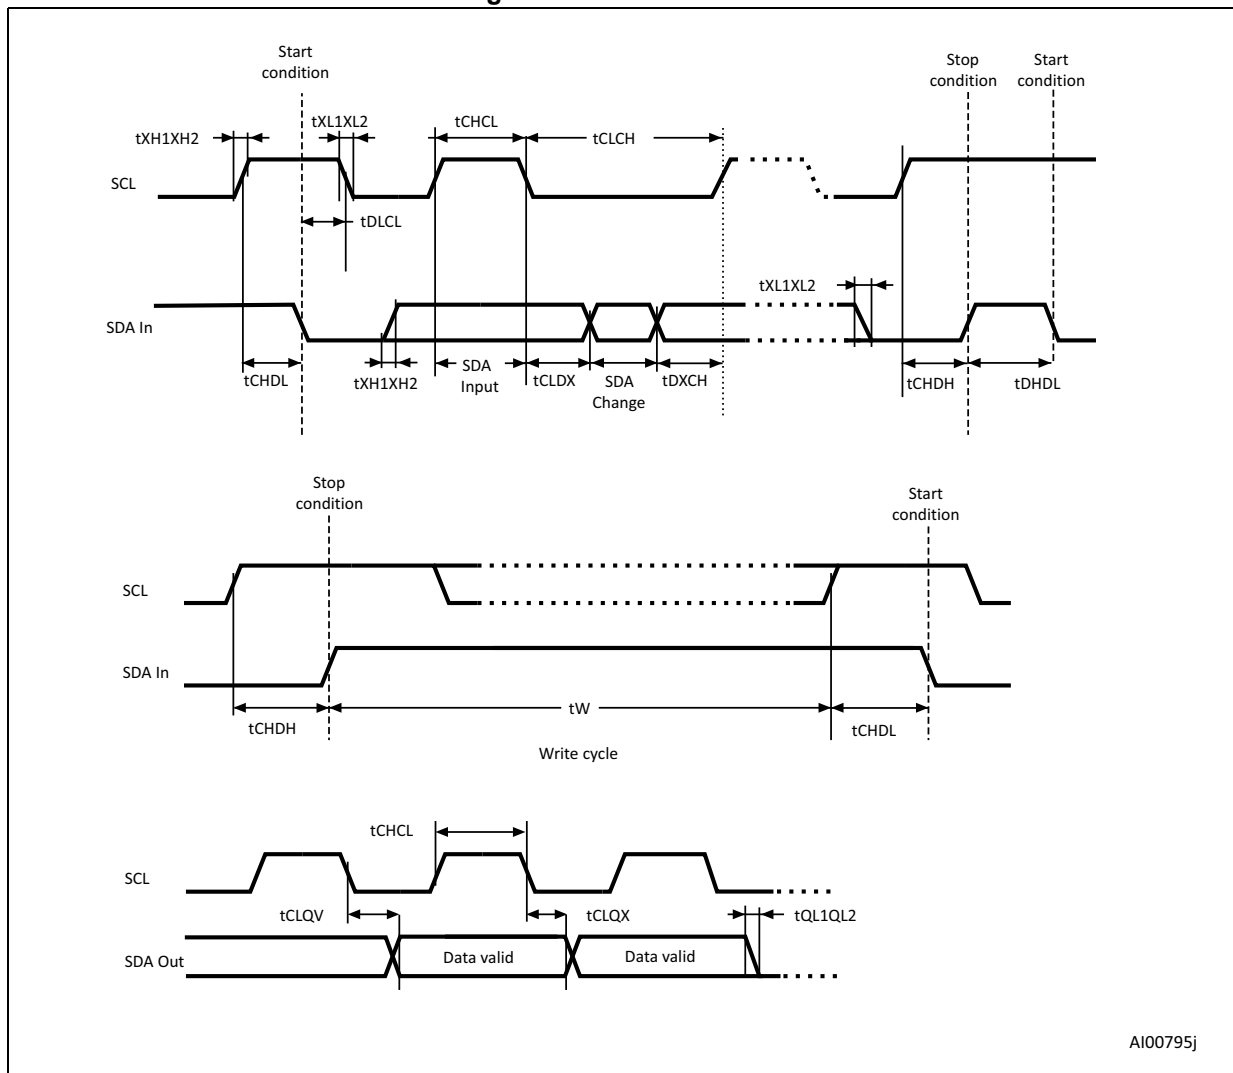 Start
condition
Stop
condition
Start
condition
tXH1XH2
tXL1XL2
tCHCL
tCLCH
SCL
tDLCL
tXL1XL2
SDA In
tCHDL
tXH1XH2
SDA
Input
tCLDX
SDA
Change
tDXCH
tCHDH
tDHDL
Stop
condition
Start
condition
SCL
SDA In
tCHDH
tW
tCHDL
Write cycle
tCHCL
SCL
tCLQV
tCLQX
tQL1QL2
SDA Out
Data valid
Data valid
AI00795j